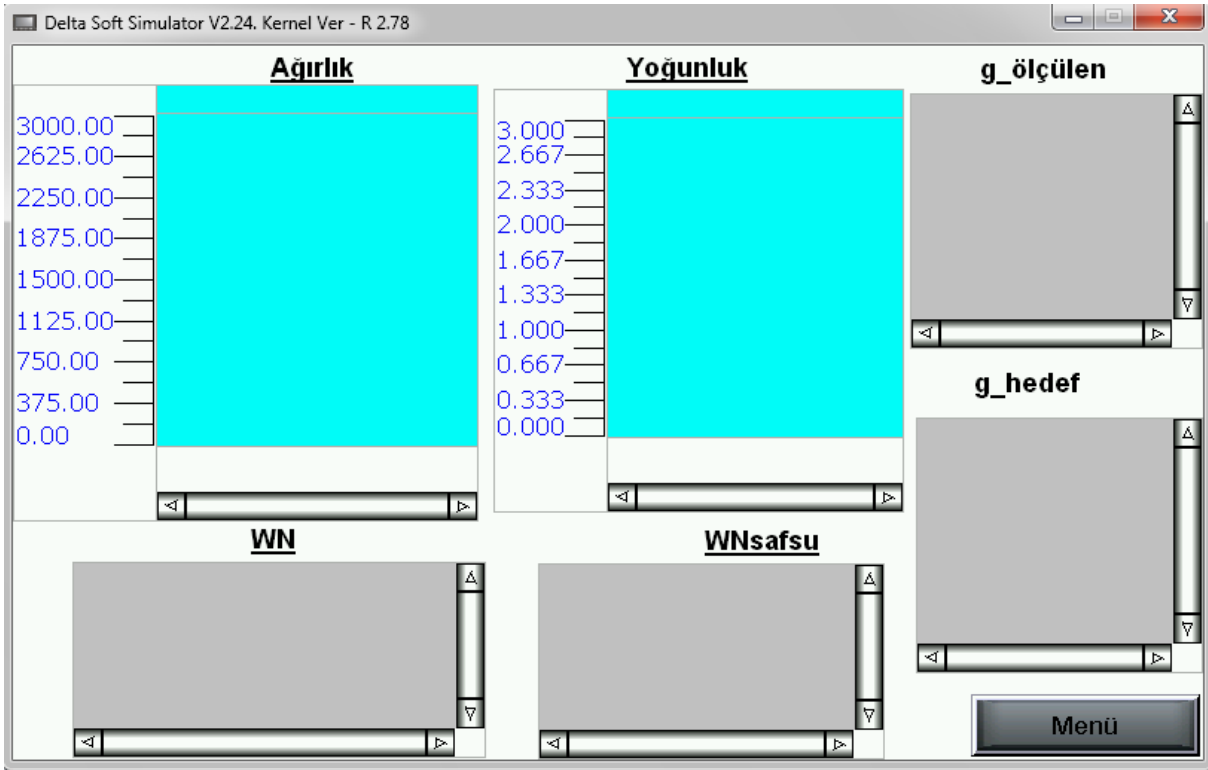 Delta Soft Simulator V2.24. Kernel Ver - R 2.78
Ağırlık
3000.00
2625.00
2250.00
1875.00
1500.00
1125.00
750.00
375.00
0.00
Yoğunluk
3.000
2.667
2.333
2.000
1.667
1.333
1.000
0.667
0.333
0.000
g_ölçülen
g_hedef
WN
WNsafsu
Menü